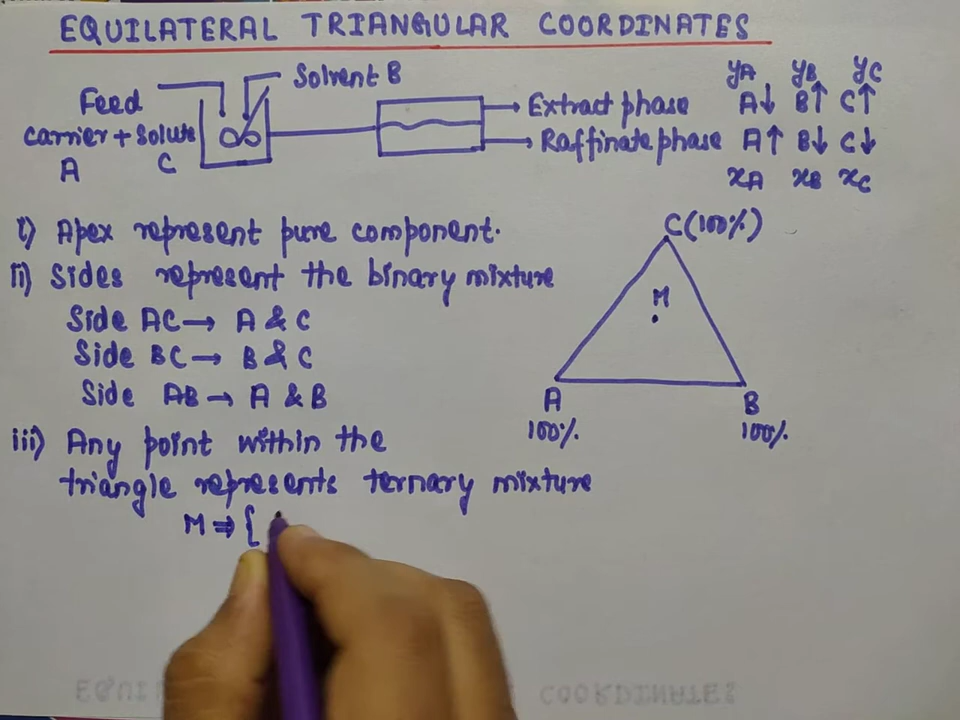 EQUILATERAL TRIANGULAR COORDINATES
Solvent B
Feed
Carrier + Solute
A C
Extract phase
Raffinate phase
yA yB yC
A↓ B↑ C↑
A↑ B↓ C↓
xA xB xC
i) Apex represent pure component.
ii) Sides represent the binary mixture
Side AC → A & C
Side BC → B & C
Side AB → A & B
iii) Any point within the
triangle represents ternary mixture
M ⇒ {
C (100%)
M
A B
100% 100%